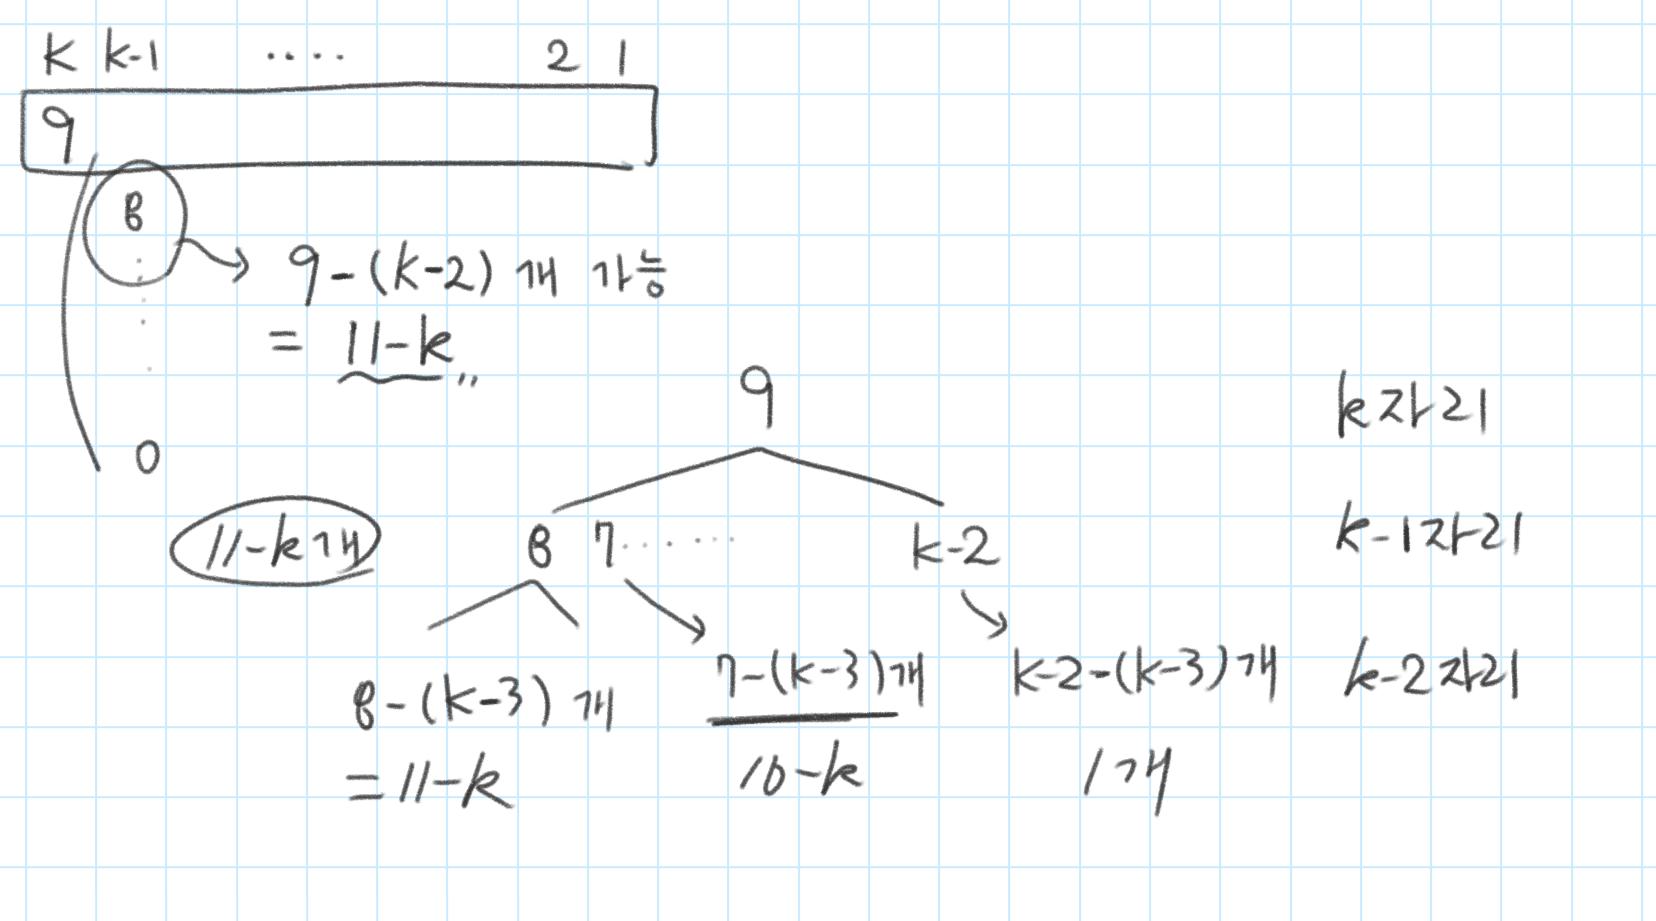 k k-1 .... 2 1
9
8
9-(k-2)개 가능
= 11-k,,
0
9 k자리
11-k개
8 7 ...... k-2 k-1자리
8-(k-3)개 7-(k-3)개 k-2-(k-3)개 k-2자리
= 11-k 10-k 1개